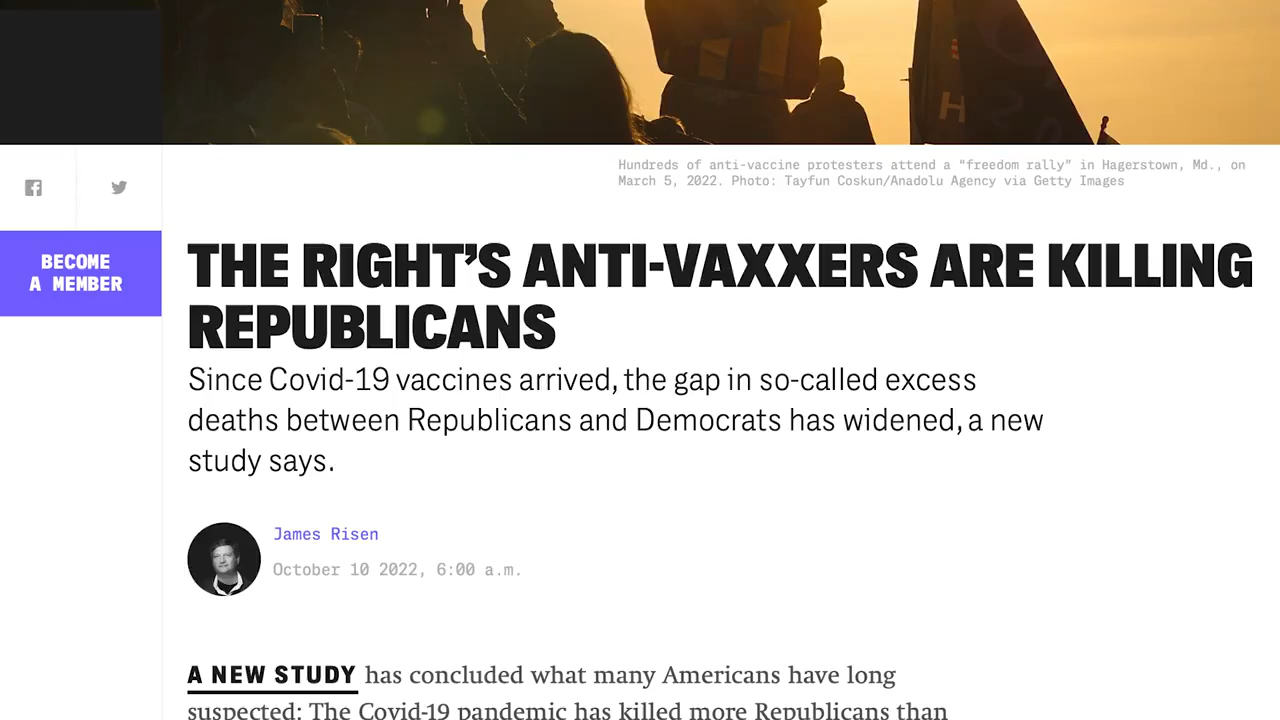 H
Hundreds of anti-vaccine protesters attend a "freedom rally" in Hagerstown, Md., on
March 5, 2022. Photo: Tayfun Coskun/Anadolu Agency via Getty Images
BECOME
A MEMBER
THE RIGHT'S ANTI-VAXXERS ARE KILLING
REPUBLICANS
Since Covid-19 vaccines arrived, the gap in so-called excess
deaths between Republicans and Democrats has widened, a new
study says.
James Risen
October 10 2022, 6:00 a.m.
A NEW STUDY has concluded what many Americans have long
suspected: The Covid-19 pandemic has killed more Republicans than